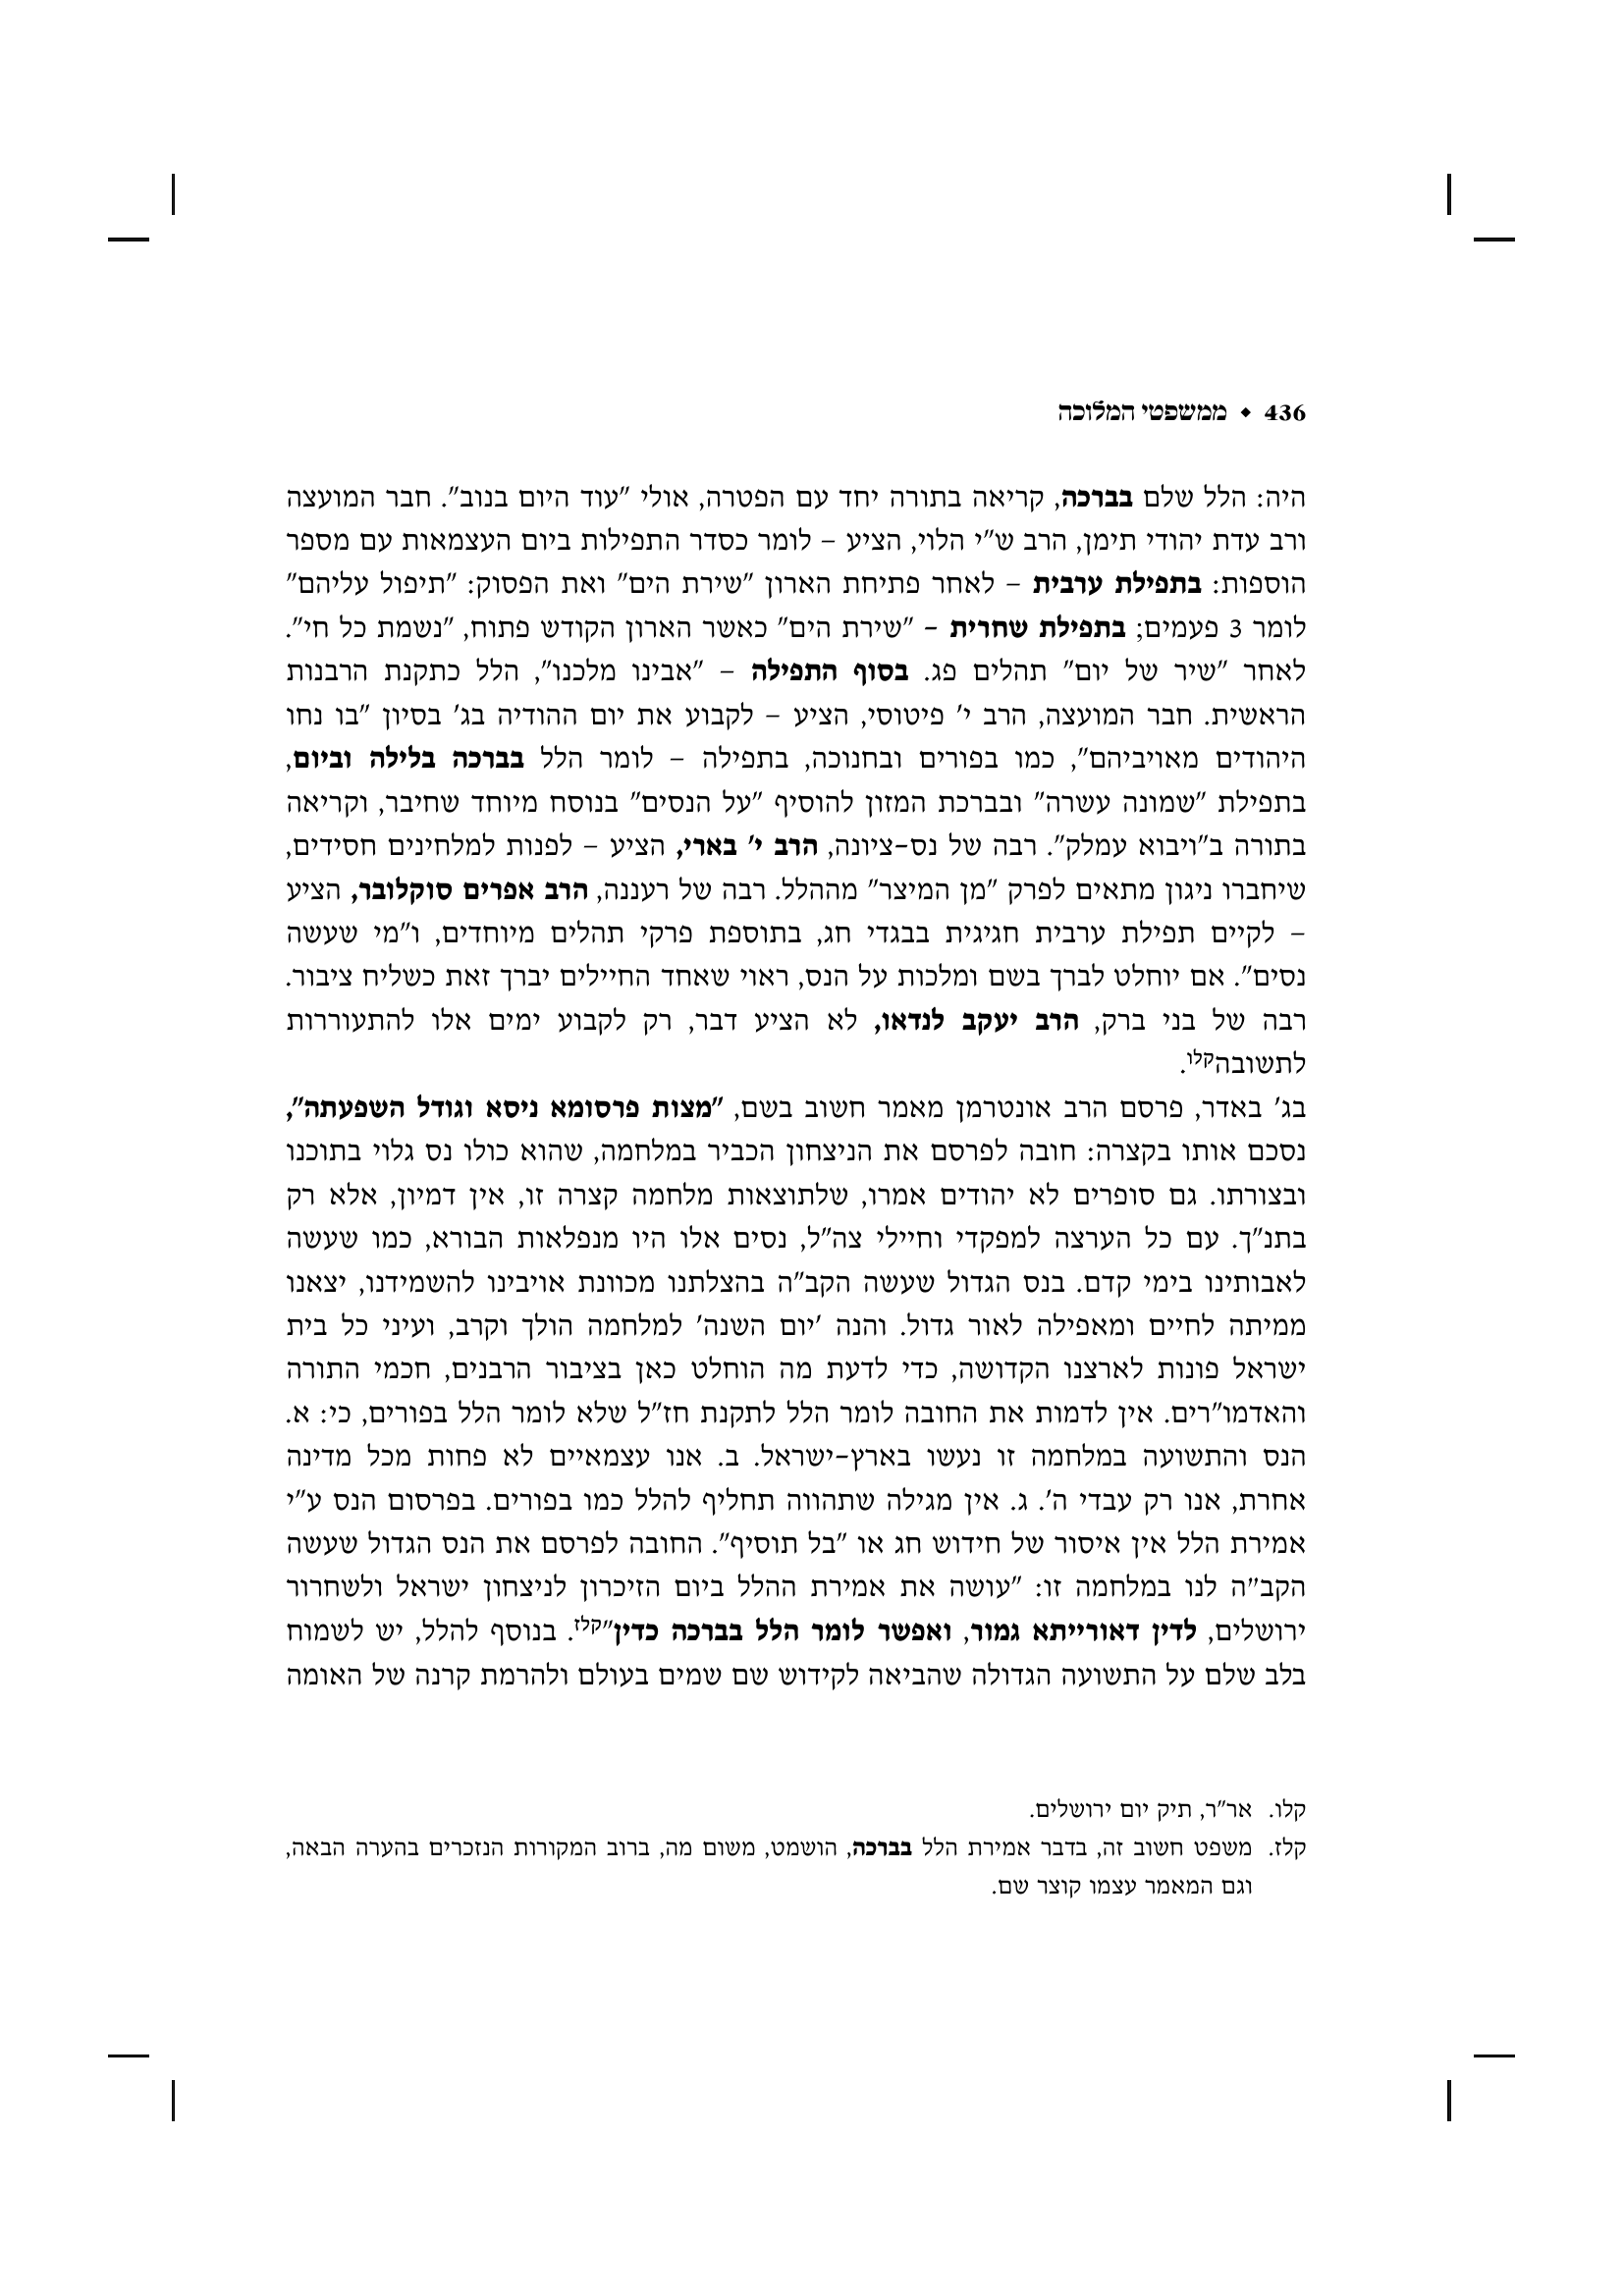 436 ◆ ממשפטי המלוכה
היה: הלל שלם בברכה, קריאה בתורה יחד עם הפטרה, אולי "עוד היום בנוב". חבר המועצה
ורב עדת יהודי תימן, הרב ש"י הלוי, הציע – לומר כסדר התפילות ביום העצמאות עם מספר
הוספות: בתפילת ערבית – לאחר פתיחת הארון "שירת הים" ואת הפסוק: "תיפול עליהם"
לומר 3 פעמים; בתפילת שחרית – "שירת הים" כאשר הארון הקודש פתוח, "נשמת כל חי".
לאחר "שיר של יום" תהלים פג. בסוף התפילה – "אבינו מלכנו", הלל כתקנת הרבנות
הראשית. חבר המועצה, הרב י' פיטוסי, הציע – לקבוע את יום ההודיה בג' בסיון "בו נחו
היהודים מאויביהם", כמו בפורים ובחנוכה, בתפילה – לומר הלל בברכה בלילה וביום,
בתפילת "שמונה עשרה" ובברכת המזון להוסיף "על הנסים" בנוסח מיוחד שחיבר, וקריאה
בתורה ב"ויבוא עמלק". רבה של נס-ציונה, הרב י' בארי, הציע – לפנות למלחינים חסידים,
שיחברו ניגון מתאים לפרק "מן המיצר" מההלל. רבה של רעננה, הרב אפרים סוקלובר, הציע
– לקיים תפילת ערבית חגיגית בבגדי חג, בתוספת פרקי תהלים מיוחדים, ו"מי שעשה
נסים". אם יוחלט לברך בשם ומלכות על הנס, ראוי שאחד החיילים יברך זאת כשליח ציבור.
רבה של בני ברק, הרב יעקב לנדאו, לא הציע דבר, רק לקבוע ימים אלו להתעוררות
לתשובהקלו.
בג' באדר, פרסם הרב אונטרמן מאמר חשוב בשם, "מצות פרסומא ניסא וגודל השפעתה",
נסכם אותו בקצרה: חובה לפרסם את הניצחון הכביר במלחמה, שהוא כולו נס גלוי בתוכנו
ובצורתו. גם סופרים לא יהודים אמרו, שלתוצאות מלחמה קצרה זו, אין דמיון, אלא רק
בתנ"ך. עם כל הערצה למפקדי וחיילי צה"ל, נסים אלו היו מנפלאות הבורא, כמו שעשה
לאבותינו בימי קדם. בנס הגדול שעשה הקב"ה בהצלתנו מכוונת אויבינו להשמידנו, יצאנו
ממיתה לחיים ומאפילה לאור גדול. והנה 'יום השנה' למלחמה הולך וקרב, ועיני כל בית
ישראל פונות לארצנו הקדושה, כדי לדעת מה הוחלט כאן בציבור הרבנים, חכמי התורה
והאדמו"רים. אין לדמות את החובה לומר הלל לתקנת חז"ל שלא לומר הלל בפורים, כי: א.
הנס והתשועה במלחמה זו נעשו בארץ-ישראל. ב. אנו עצמאיים לא פחות מכל מדינה
אחרת, אנו רק עבדי ה'. ג. אין מגילה שתהווה תחליף להלל כמו בפורים. בפרסום הנס ע"י
אמירת הלל אין איסור של חידוש חג או "בל תוסיף". החובה לפרסם את הנס הגדול שעשה
הקב"ה לנו במלחמה זו: "עושה את אמירת ההלל ביום הזיכרון לניצחון ישראל ולשחרור
ירושלים, לדין דאורייתא גמור, ואפשר לומר הלל בברכה כדין"קלז. בנוסף להלל, יש לשמוח
בלב שלם על התשועה הגדולה שהביאה לקידוש שם שמים בעולם ולהרמת קרנה של האומה
קלו. אר"ר, תיק יום ירושלים.
קלז. משפט חשוב זה, בדבר אמירת הלל בברכה, הושמט, משום מה, ברוב המקורות הנזכרים בהערה הבאה,
וגם המאמר עצמו קוצר שם.